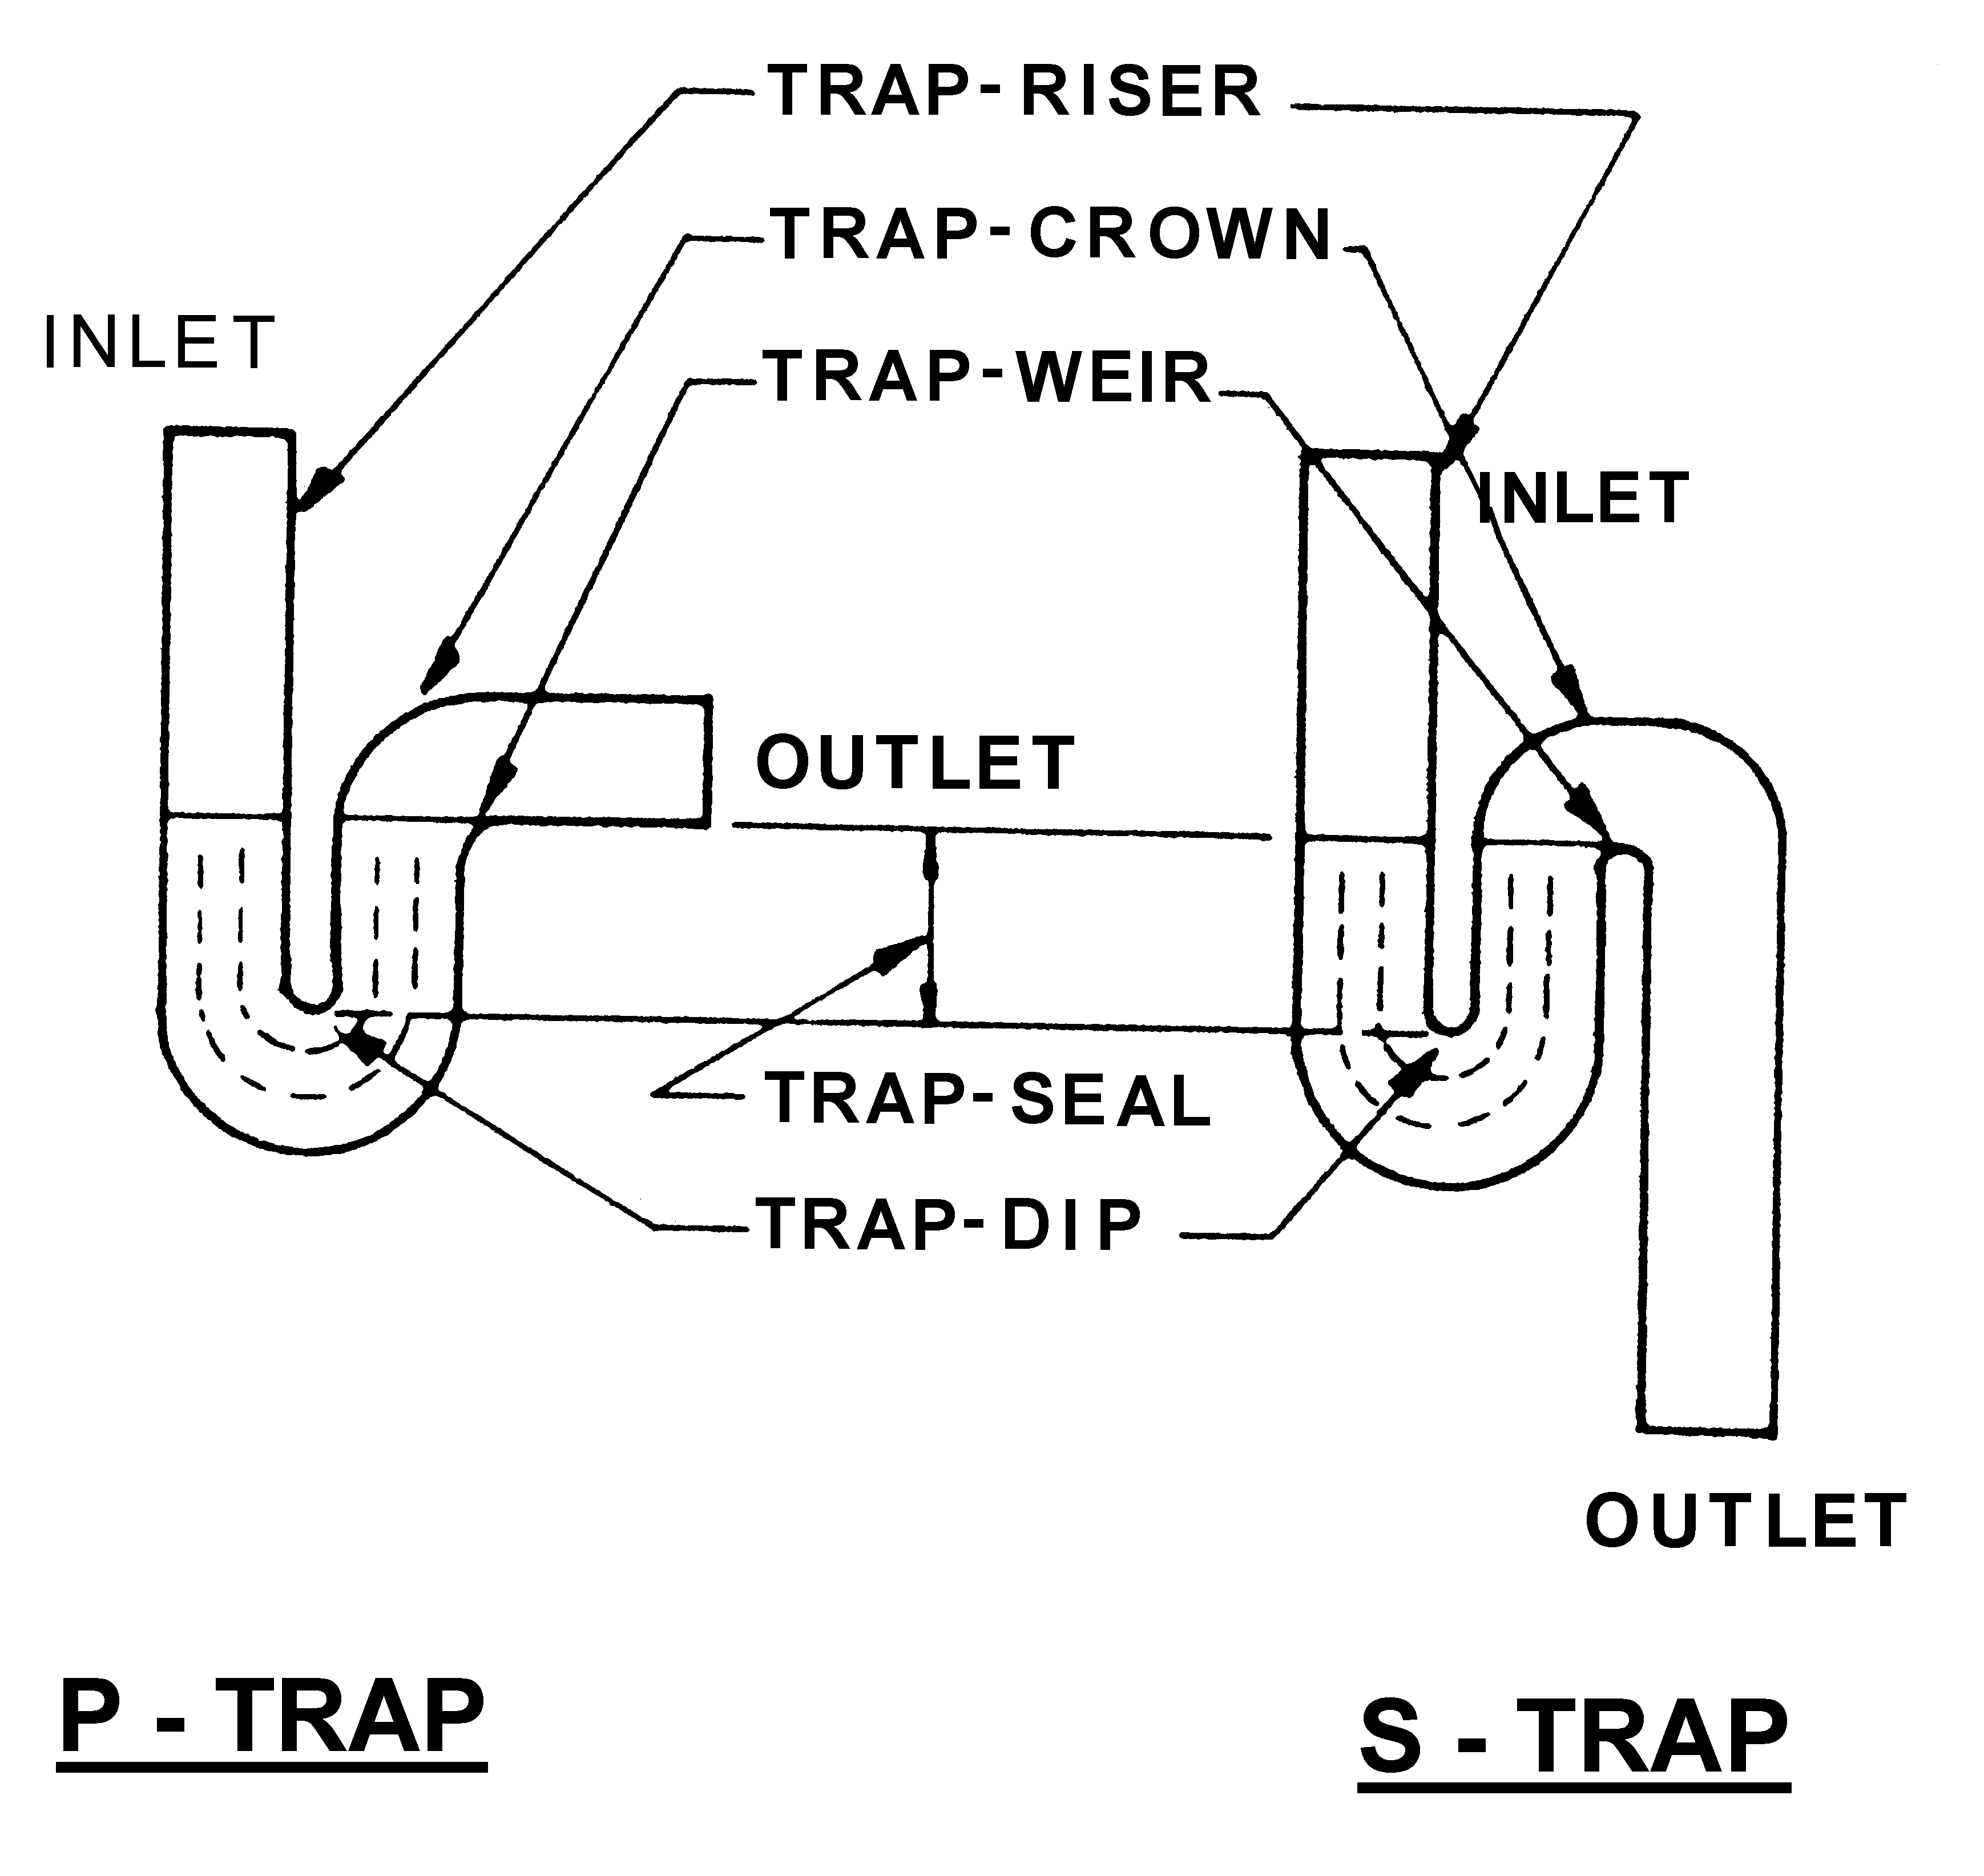 TRAP-RISER
TRAP-CROWN
INLET
TRAP-WEIR
INLET
OUTLET
TRAP-SEAL
TRAP-DIP
OUTLET
P - TRAP
S - TRAP